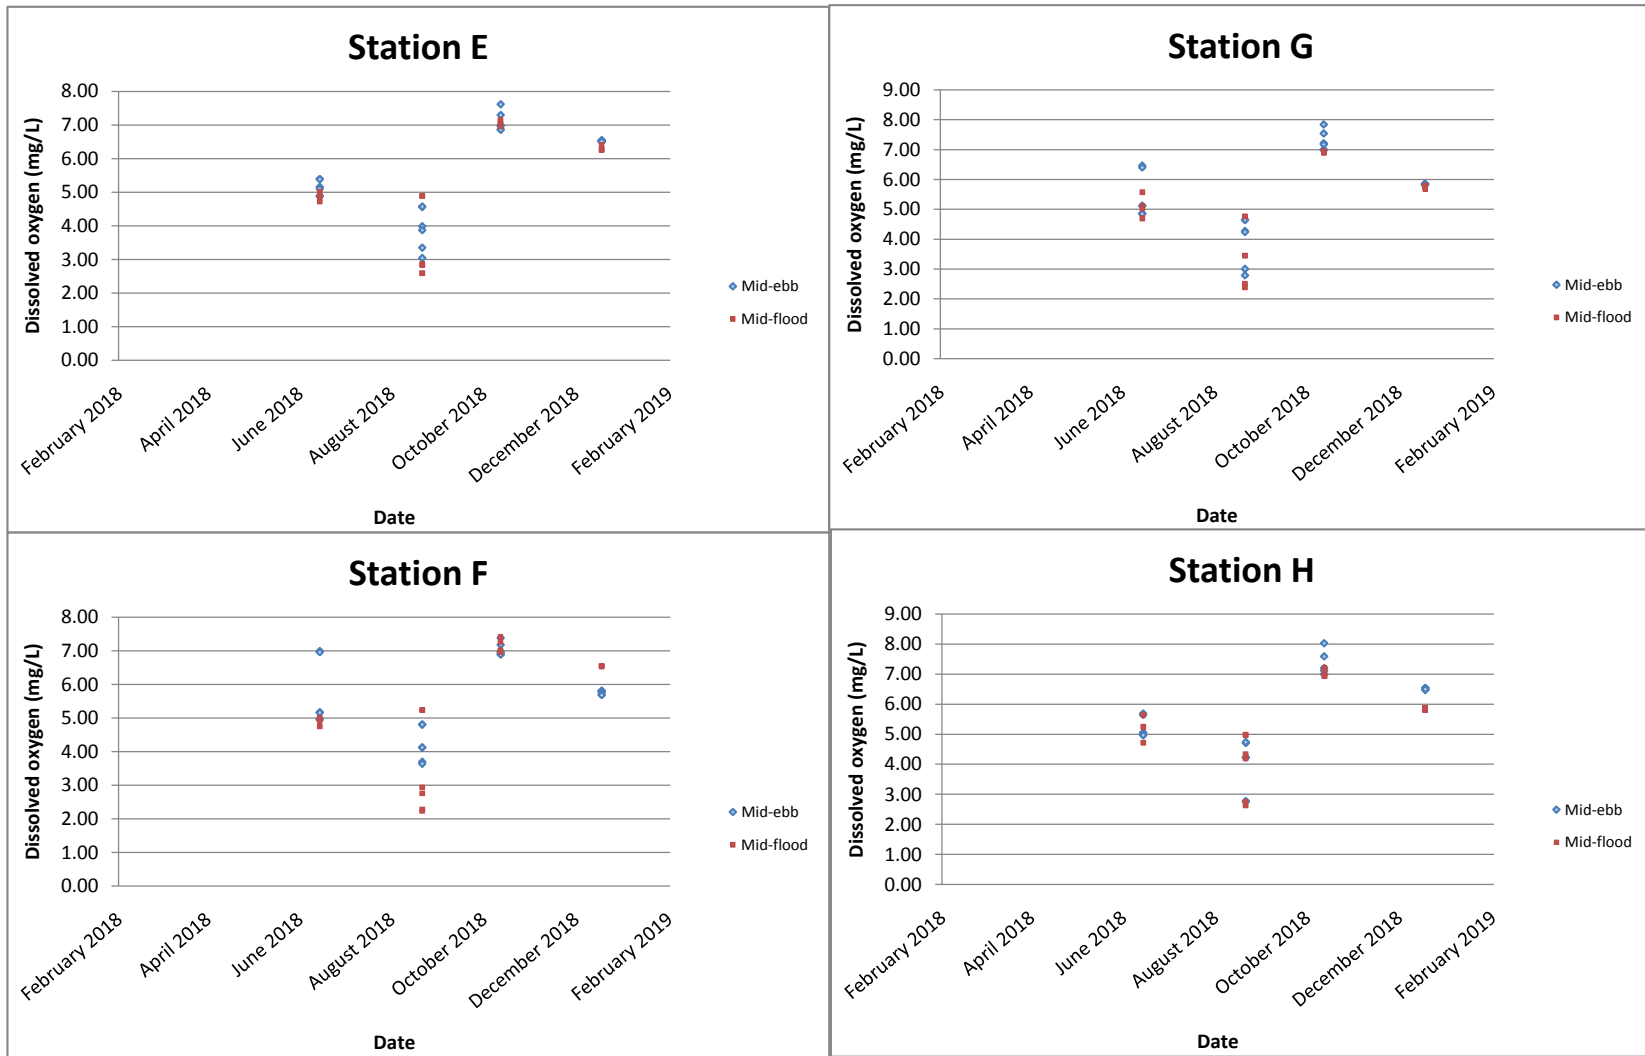 Station E
Dissolved oxygen (mg/L)
8.00
7.00
6.00
5.00
4.00
3.00
2.00
1.00
0.00
February 2018
April 2018
June 2018
August 2018
October 2018
December 2018
February 2019
Date
Mid-ebb
Mid-flood
Station G
Dissolved oxygen (mg/L)
9.00
8.00
7.00
6.00
5.00
4.00
3.00
2.00
1.00
0.00
February 2018
April 2018
June 2018
August 2018
October 2018
December 2018
February 2019
Date
Mid-ebb
Mid-flood
Station F
Dissolved oxygen (mg/L)
8.00
7.00
6.00
5.00
4.00
3.00
2.00
1.00
0.00
February 2018
April 2018
June 2018
August 2018
October 2018
December 2018
February 2019
Date
Mid-ebb
Mid-flood
Station H
Dissolved oxygen (mg/L)
9.00
8.00
7.00
6.00
5.00
4.00
3.00
2.00
1.00
0.00
February 2018
April 2018
June 2018
August 2018
October 2018
December 2018
February 2019
Date
Mid-ebb
Mid-flood